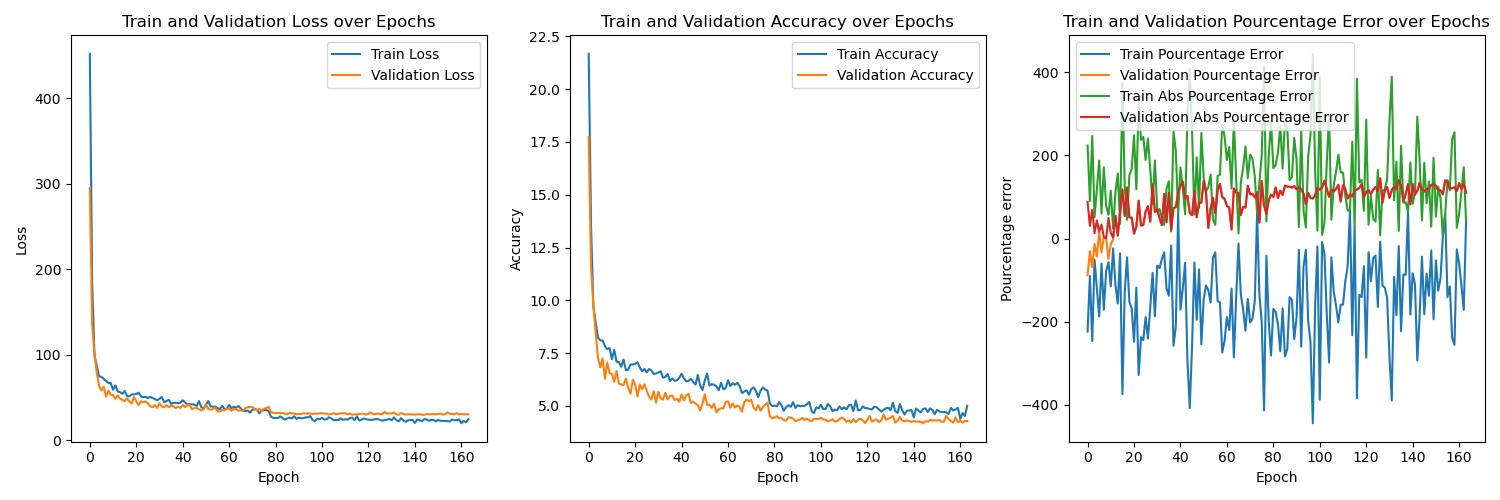 Train and Validation Loss over Epochs
Train Loss
Validation Loss
Loss
400
300
200
100
0
0 20 40 60 80 100 120 140 160
Epoch
Train and Validation Accuracy over Epochs
Train Accuracy
Validation Accuracy
Accuracy
22.5
20.0
17.5
15.0
12.5
10.0
7.5
5.0
0 20 40 60 80 100 120 140 160
Epoch
Train and Validation Pourcentage Error over Epochs
Train Pourcentage Error
Validation Pourcentage Error
Train Abs Pourcentage Error
Validation Abs Pourcentage Error
Pourcentage error
400
200
0
−200
−400
0 20 40 60 80 100 120 140 160
Epoch